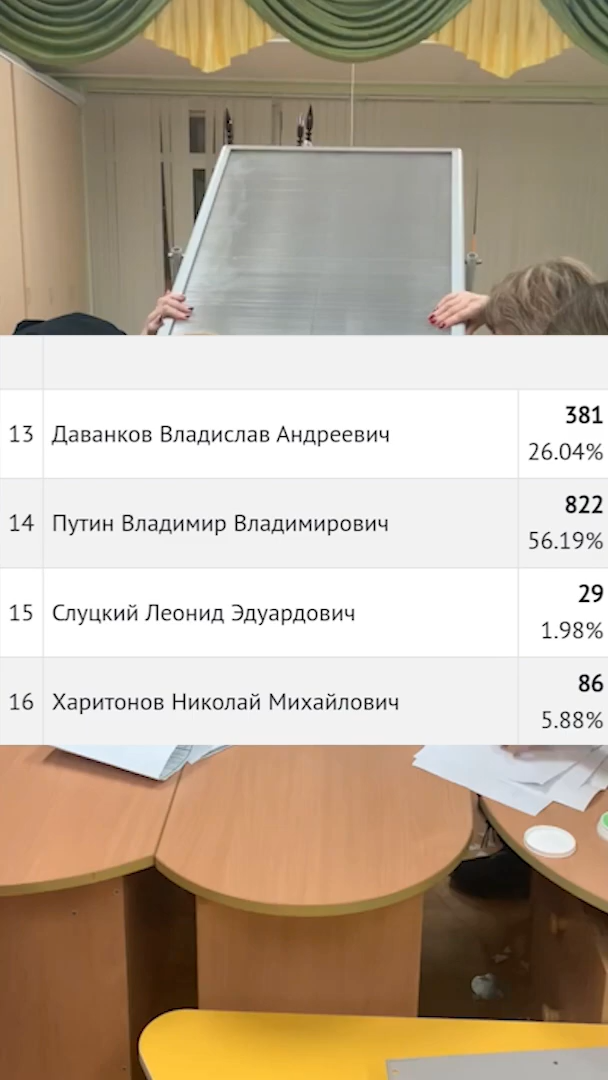 13 Даванков Владислав Андреевич 381
26.04%
14 Путин Владимир Владимирович 822
56.19%
15 Слуцкий Леонид Эдуардович 29
1.98%
16 Харитонов Николай Михайлович 86
5.88%